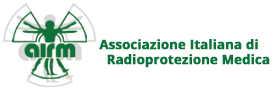 airm
Associazione Italiana di
Radioprotezione Medica